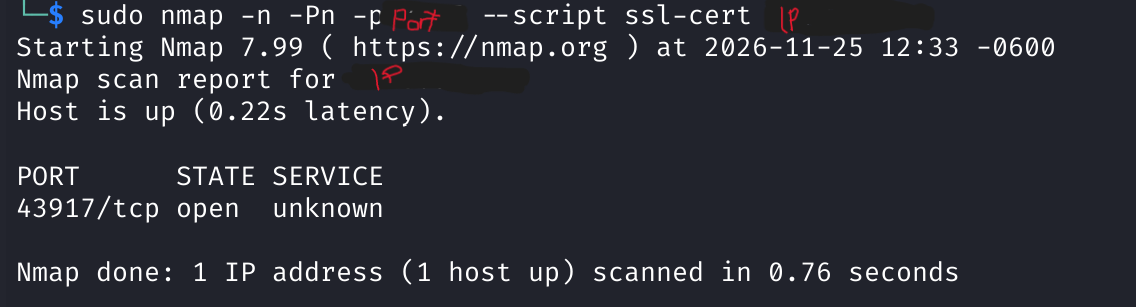 └─$ sudo nmap -n -Pn -p Port --script ssl-cert IP
Starting Nmap 7.99 ( https://nmap.org ) at 2026-11-25 12:33 -0600
Nmap scan report for IP
Host is up (0.22s latency).
PORT STATE SERVICE
43917/tcp open unknown
Nmap done: 1 IP address (1 host up) scanned in 0.76 seconds